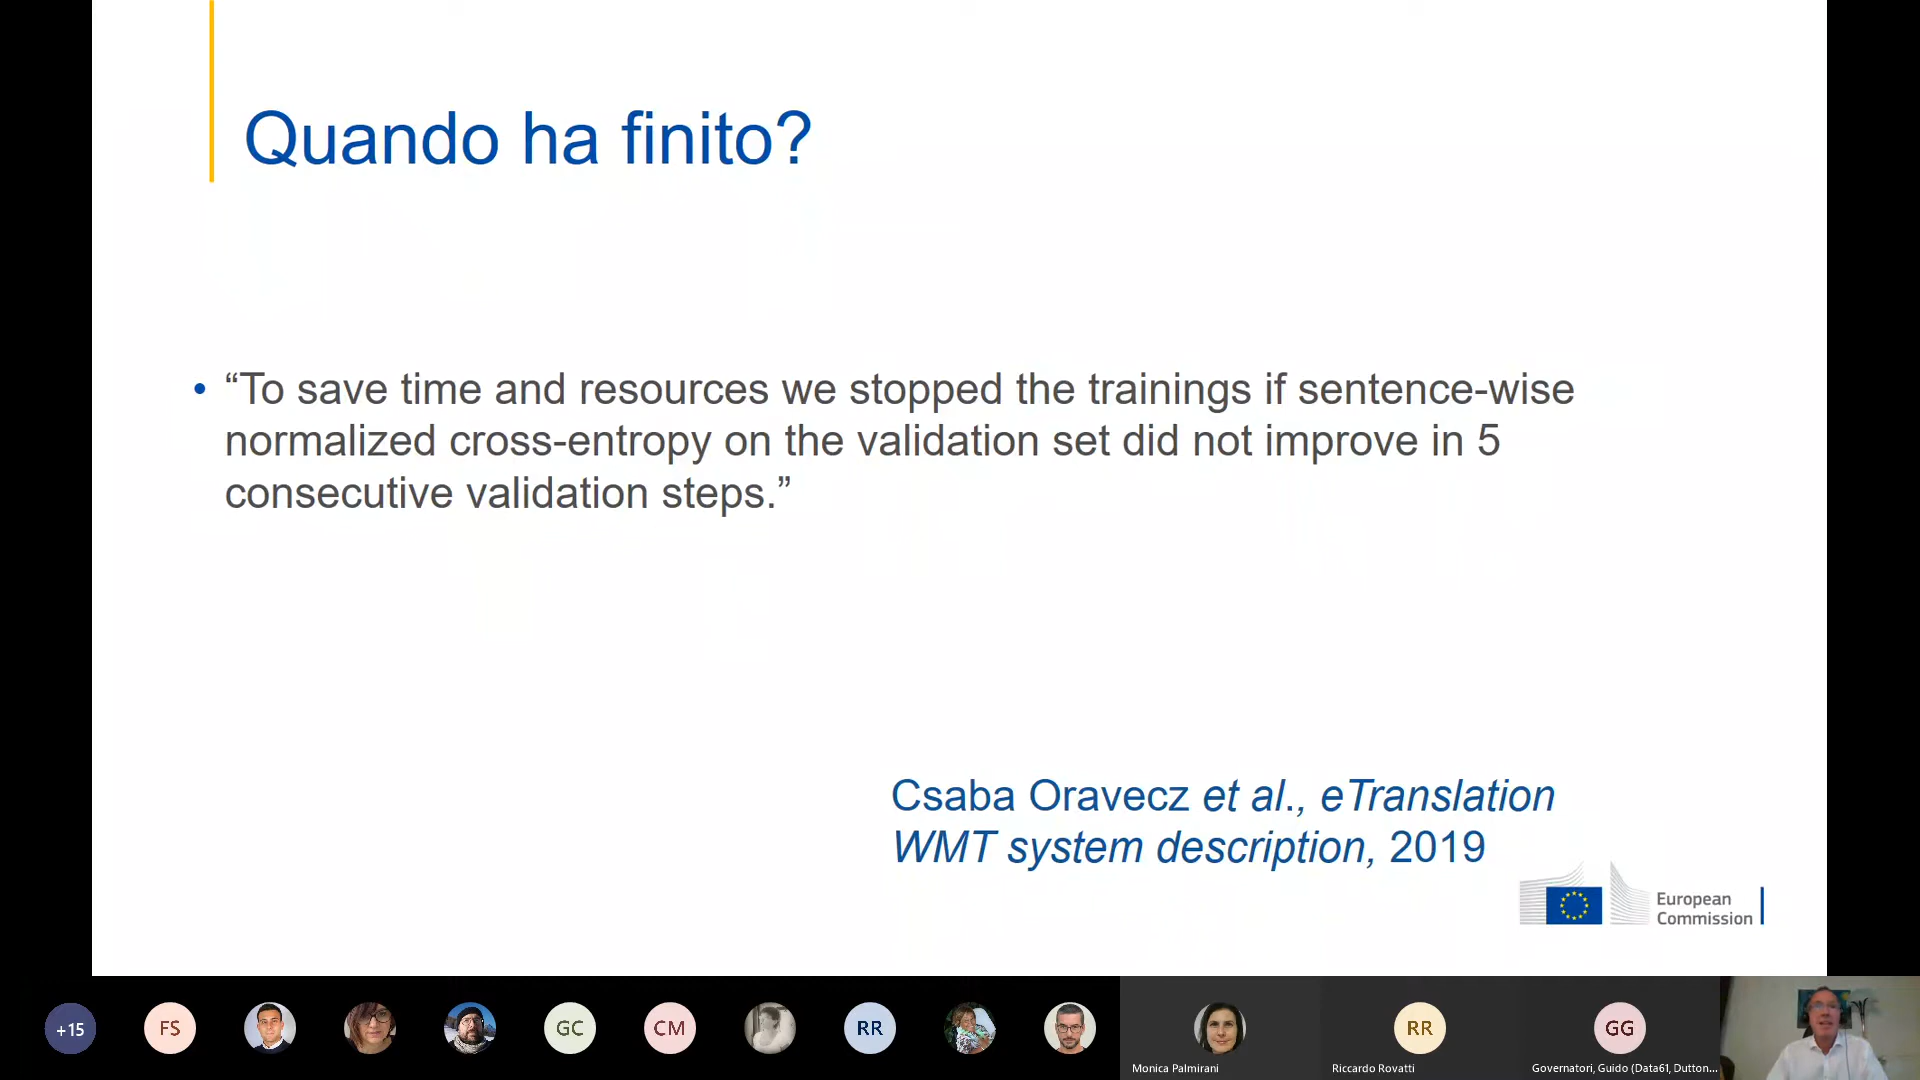 Quando ha finito?
• “To save time and resources we stopped the trainings if sentence-wise
normalized cross-entropy on the validation set did not improve in 5
consecutive validation steps.”
Csaba Oravecz et al., eTranslation
WMT system description, 2019
European
Commission
+15
FS
GC
CM
RR
RR
GG
Monica Palmirani
Riccardo Rovatti
Governatori, Guido (Data61, Dutton...